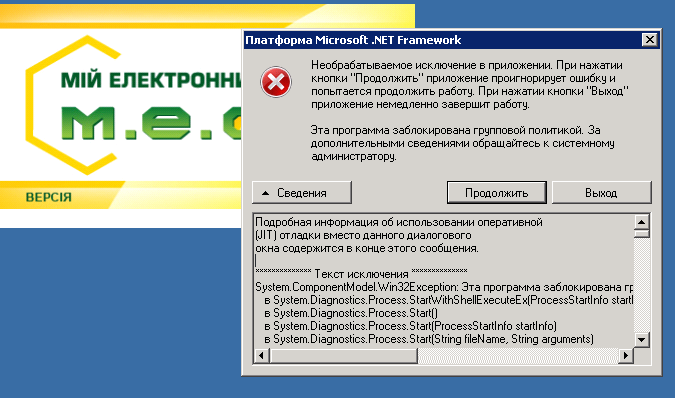 МІЙ ЕЛЕКТРОННИ
м.е.
ВЕРСІЯ
Платформа Microsoft .NET Framework
Необрабатываемое исключение в приложении. При нажатии
кнопки "Продолжить" приложение проигнорирует ошибку и
попытается продолжить работу. При нажатии кнопки "Выход"
приложение немедленно завершит работу.
Эта программа заблокирована групповой политикой. За
дополнительными сведениями обращайтесь к системному
администратору.
Сведения
Продолжить
Выход
Подробная информация об использовании оперативной
(JIT) отладки вместо данного диалогового
окна содержится в конце этого сообщения.
************** Текст исключения **************
System.ComponentModel.Win32Exception: Эта программа заблокирована гр
в System.Diagnostics.Process.StartWithShellExecuteEx(ProcessStartInfo startI
в System.Diagnostics.Process.Start()
в System.Diagnostics.Process.Start(ProcessStartInfo startInfo)
в System.Diagnostics.Process.Start(String fileName, String arguments)